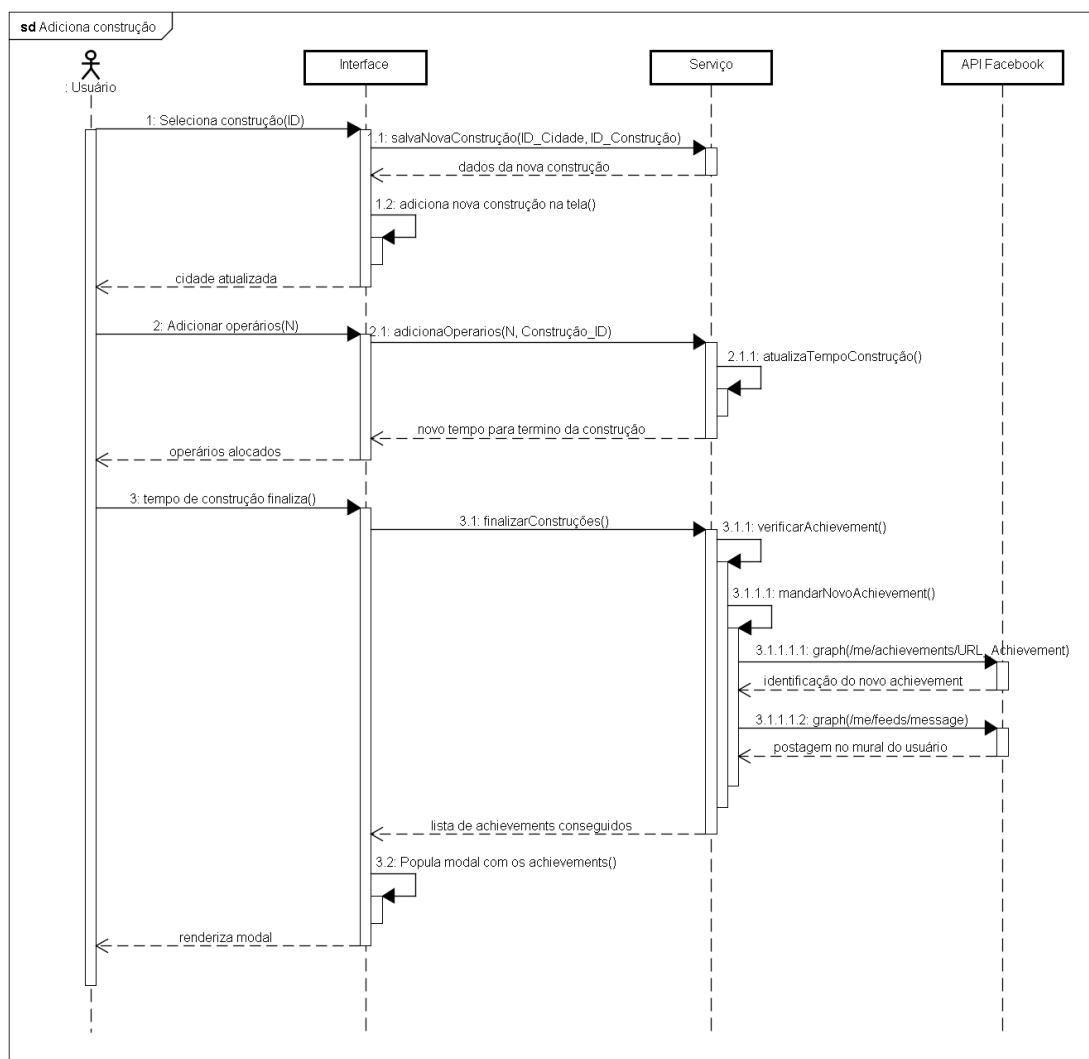 sd Adiciona construção
: Usuário
Interface
Serviço
API Facebook
1: Seleciona construção(ID)
1.1: salvaNovaConstrução(ID_Cidade, ID_Construção)
dados da nova construção
1.2: adiciona nova construção na tela()
cidade atualizada
2: Adicionar operários(N)
2.1: adicionaOperarios(N, Construção_ID)
2.1.1: atualizaTempoConstrução()
novo tempo para termino da construção
operários alocados
3: tempo de construção finaliza()
3.1: finalizarConstruções()
3.1.1: verificarAchievement()
3.1.1.1: mandarNovoAchievement()
3.1.1.1.1: graph(/me/achievements/URL, Achievement)
identificação do novo achievement
3.1.1.1.2: graph(/me/feeds/message)
postagem no mural do usuário
lista de achievements conseguidos
3.2: Popula modal com os achievements()
renderiza modal